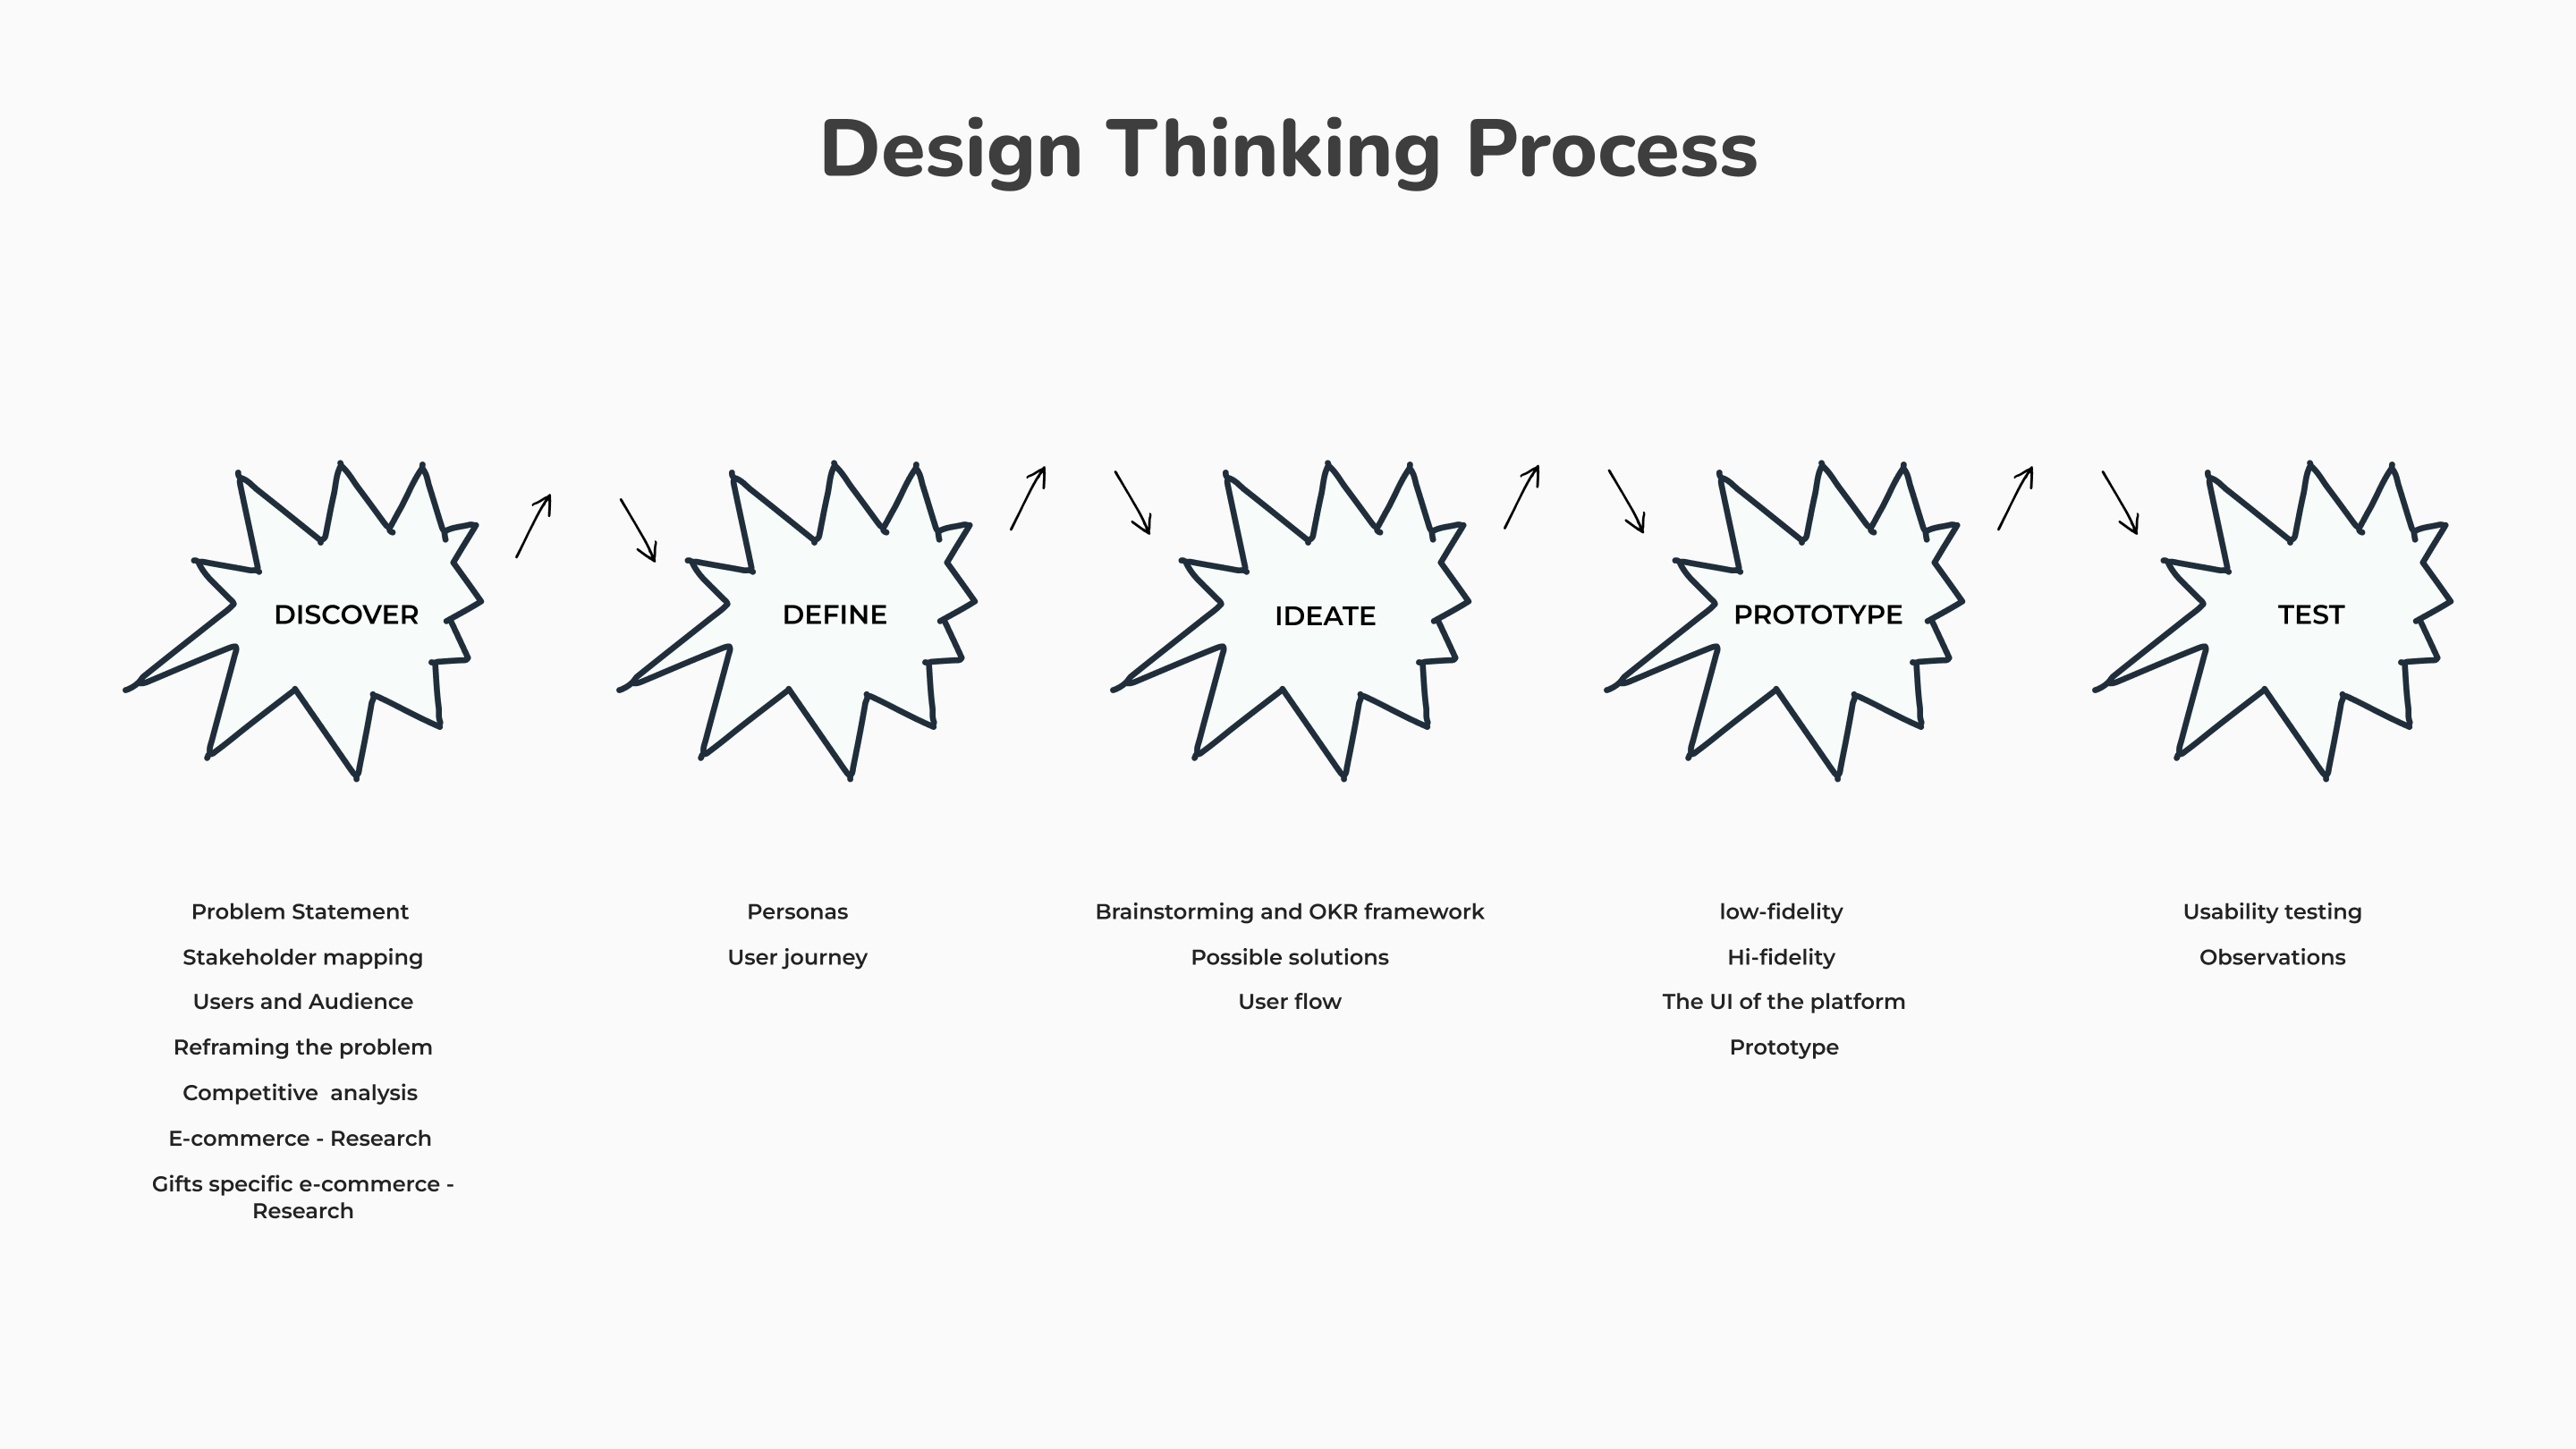 Design Thinking Process
DISCOVER
DEFINE
IDEATE
PROTOTYPE
TEST
Problem Statement
Stakeholder mapping
Users and Audience
Reframing the problem
Competitive  analysis
E-commerce - Research
Gifts specific e-commerce -
Research
Personas
User journey
Brainstorming and OKR framework
Possible solutions
User flow
low-fidelity
Hi-fidelity
The UI of the platform
Prototype
Usability testing
Observations